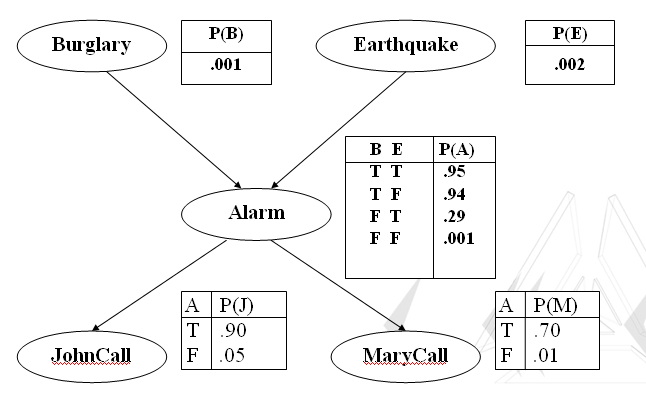 Burglary
P(B)
.001
Earthquake
P(E)
.002
B E P(A)
T T .95
T F .94
F T .29
F F .001
Alarm
A P(J)
T .90
F .05
JohnCall
A P(M)
T .70
F .01
MaryCall